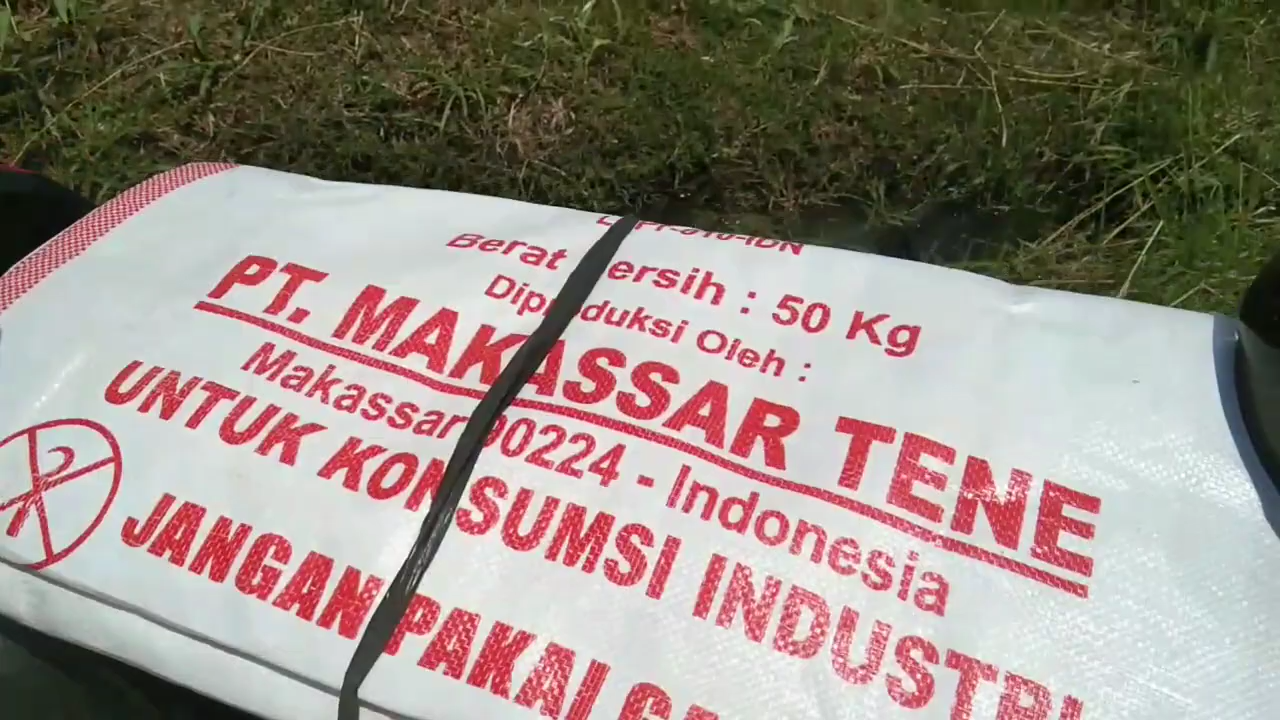 Berat Bersih : 50 Kg
Diproduksi Oleh :
PT. MAKASSAR TENE
Makassar 90224 - Indonesia
UNTUK KONSUMSI INDUSTRI
JANGAN PAKAI